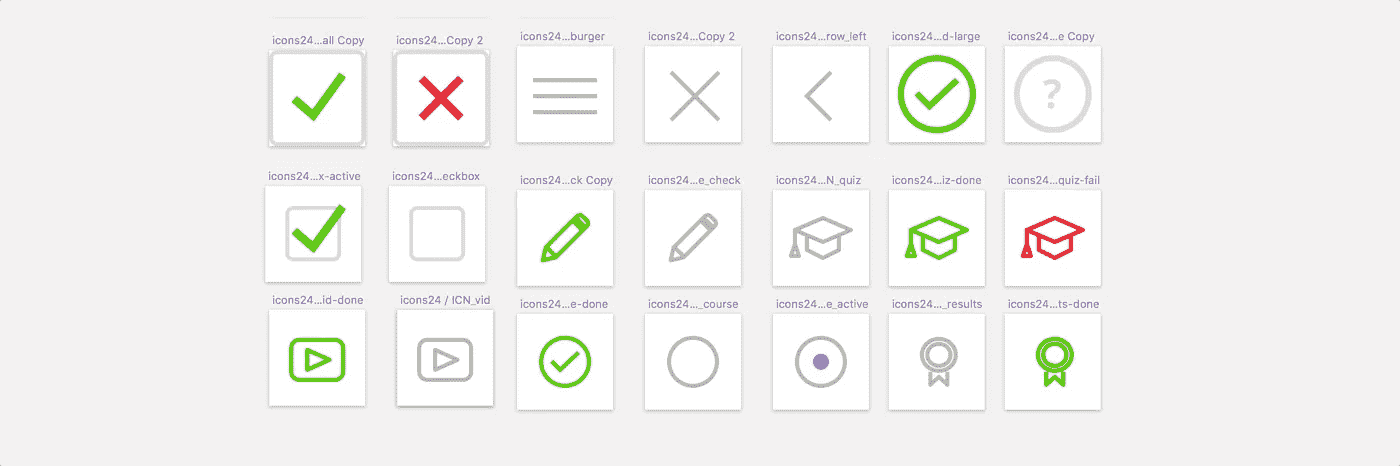 icons24...all Copy
icons24...Copy 2
icons24...burger
icons24...Copy 2
icons24...row_left
icons24...d-large
icons24...e Copy
?
icons24...x-active
icons24...eckbox
icons24...ck Copy
icons24...e_check
icons24...N_quiz
icons24...iz-done
icons24...quiz-fail
icons24...id-done
icons24 / ICN_vid
icons24...e-done
icons24..._course
icons24...e_active
icons24..._results
icons24...ts-done